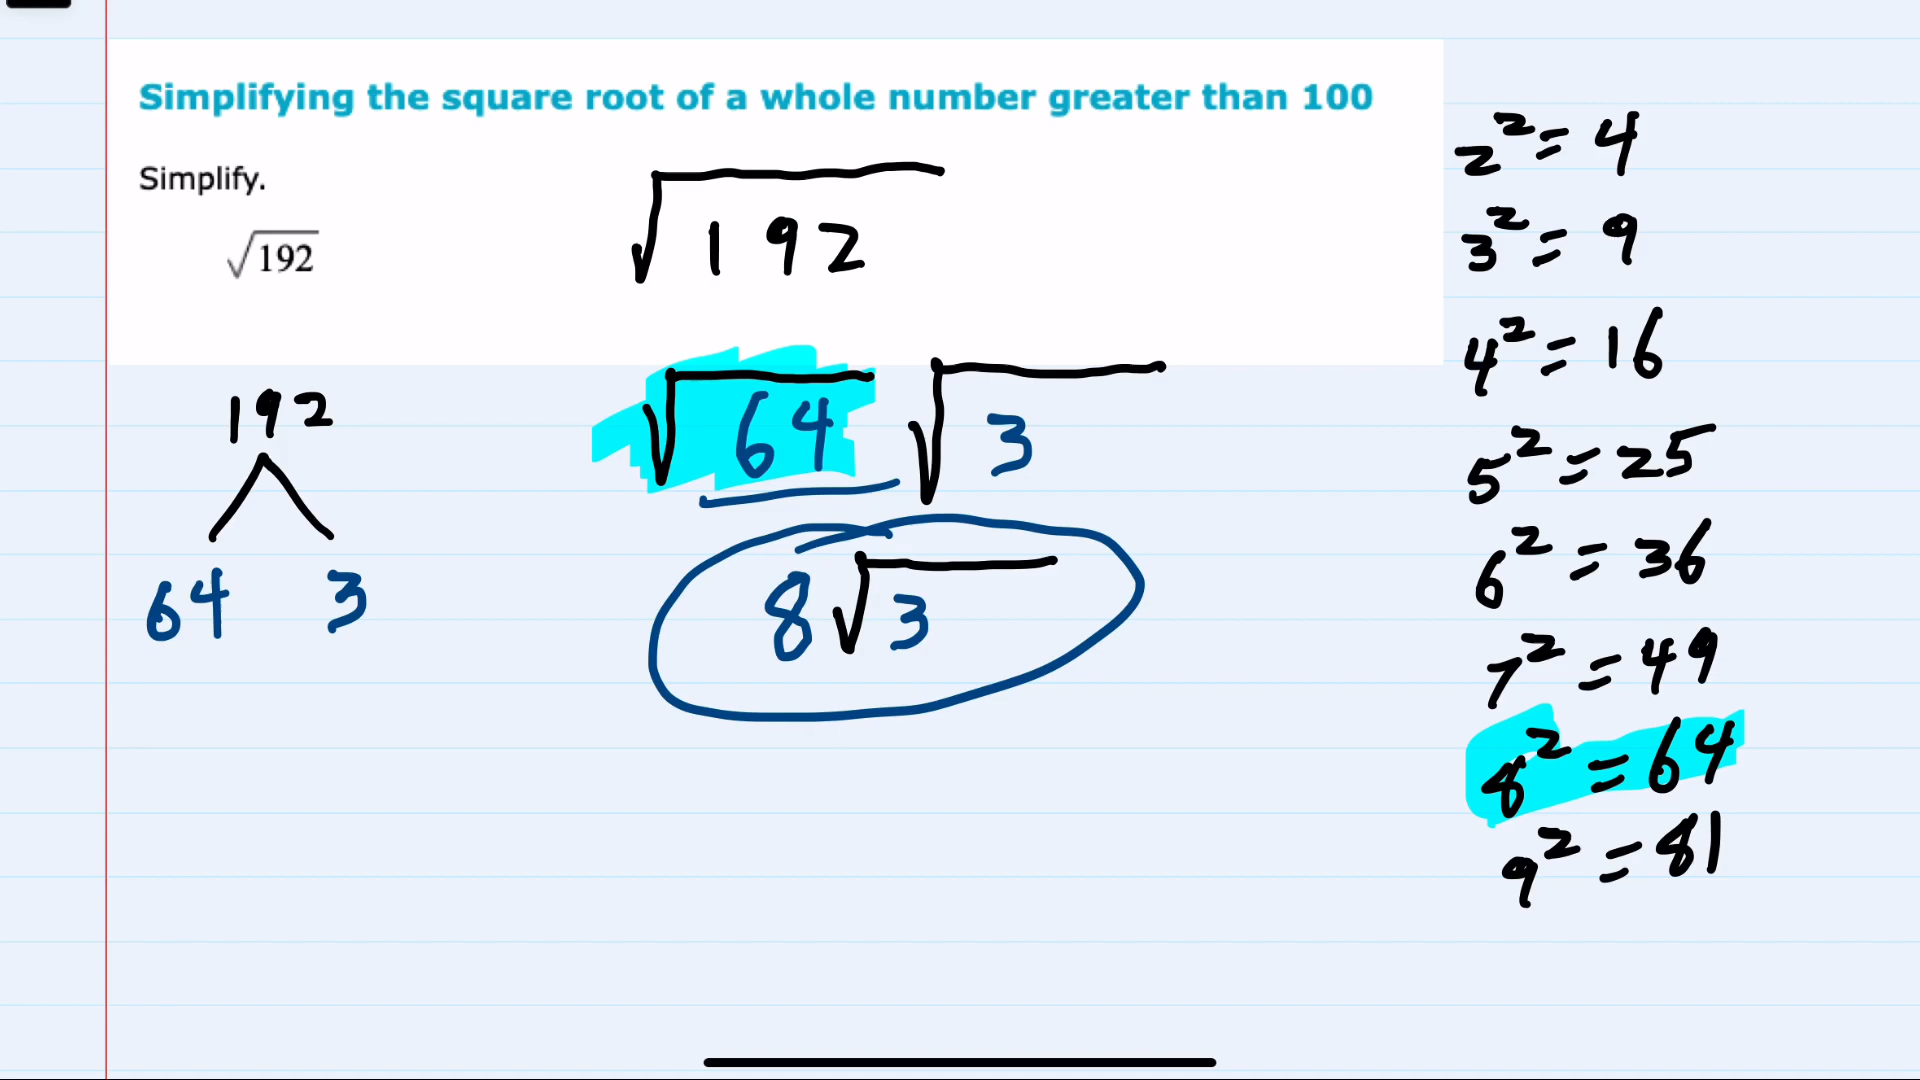 Simplifying the square root of a whole number greater than 100
Simplify.
√192
√192
√64 √3
8√3
192
64 3
2² = 4
3² = 9
4² = 16
5² = 25
6² = 36
7² = 49
8² = 64
9² = 81